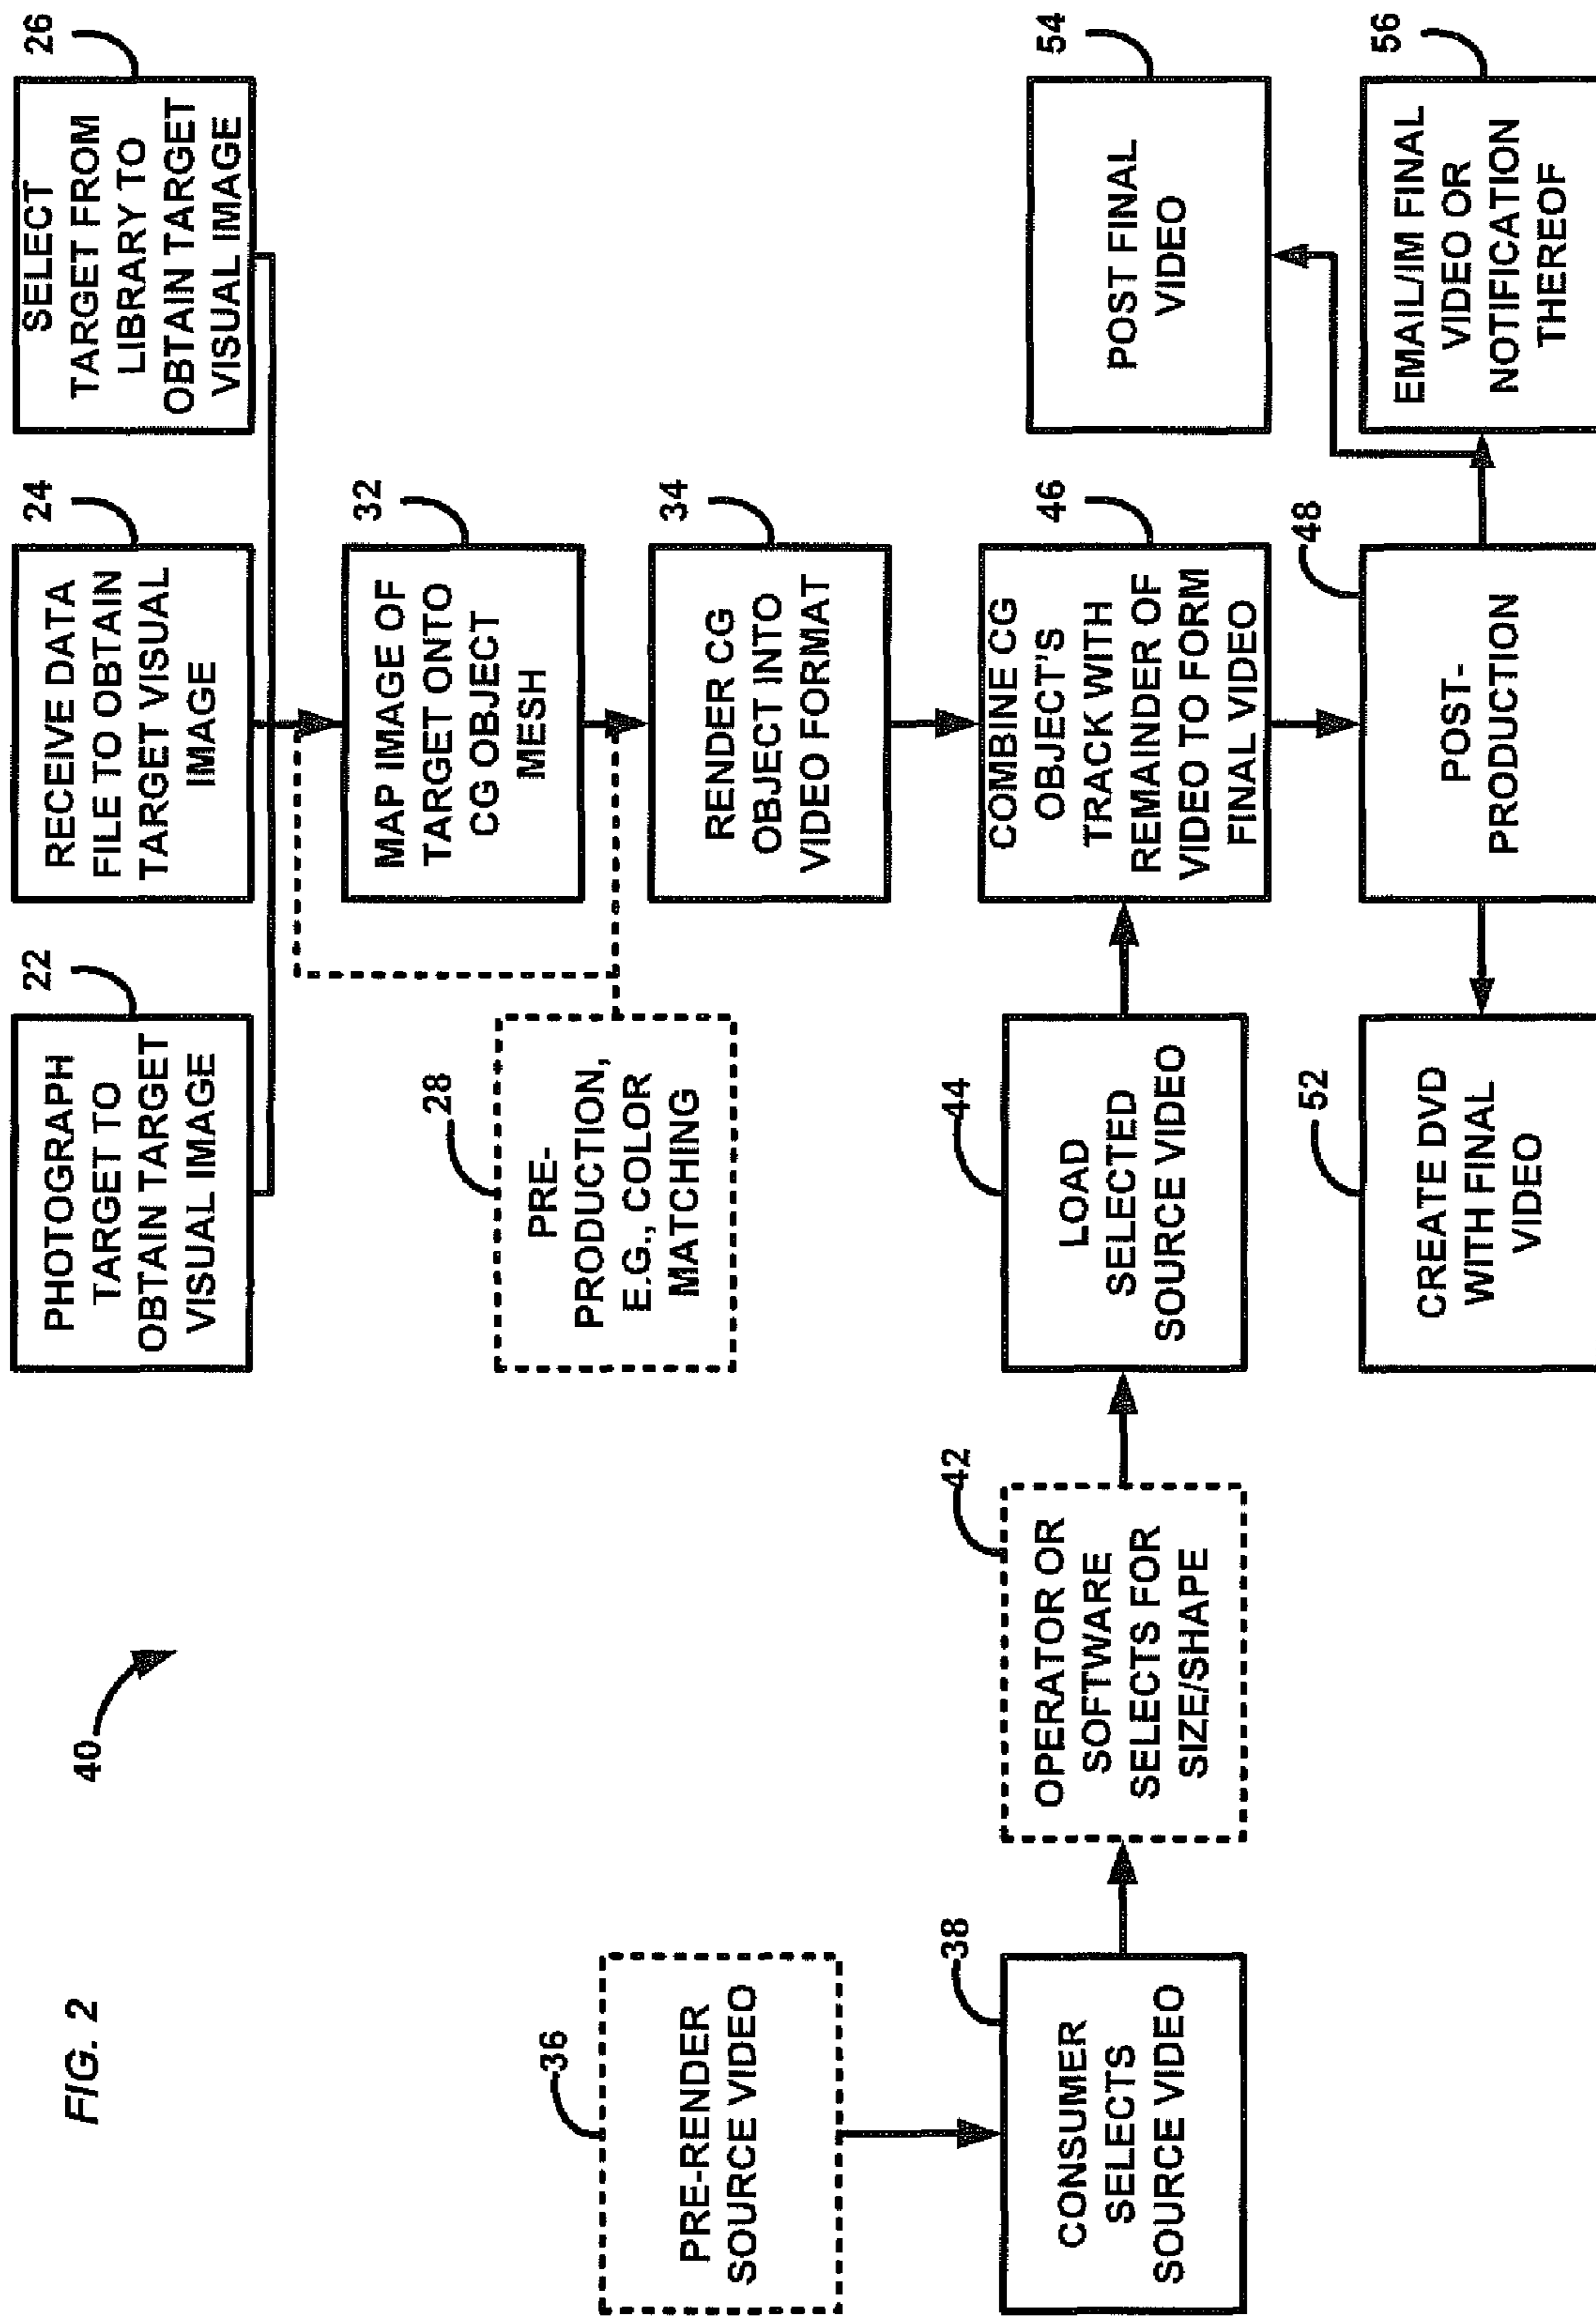 FIG. 2
40
22
PHOTOGRAPH
TARGET TO
OBTAIN TARGET
VISUAL IMAGE
24
RECEIVE DATA
FILE TO OBTAIN
TARGET VISUAL
IMAGE
26
SELECT
TARGET FROM
LIBRARY TO
OBTAIN TARGET
VISUAL IMAGE
28
PRE-
PRODUCTION,
E.G., COLOR
MATCHING
32
MAP IMAGE OF
TARGET ONTO
CG OBJECT
MESH
34
RENDER CG
OBJECT INTO
VIDEO FORMAT
36
PRE-RENDER
SOURCE VIDEO
38
CONSUMER
SELECTS
SOURCE VIDEO
42
OPERATOR OR
SOFTWARE
SELECTS FOR
SIZE/SHAPE
44
LOAD
SELECTED
SOURCE VIDEO
46
COMBINE CG
OBJECT'S
TRACK WITH
REMAINDER OF
VIDEO TO FORM
FINAL VIDEO
48
POST-
PRODUCTION
52
CREATE DVD
WITH FINAL
VIDEO
54
POST FINAL
VIDEO
56
EMAIL/IM FINAL
VIDEO OR
NOTIFICATION
THEREOF